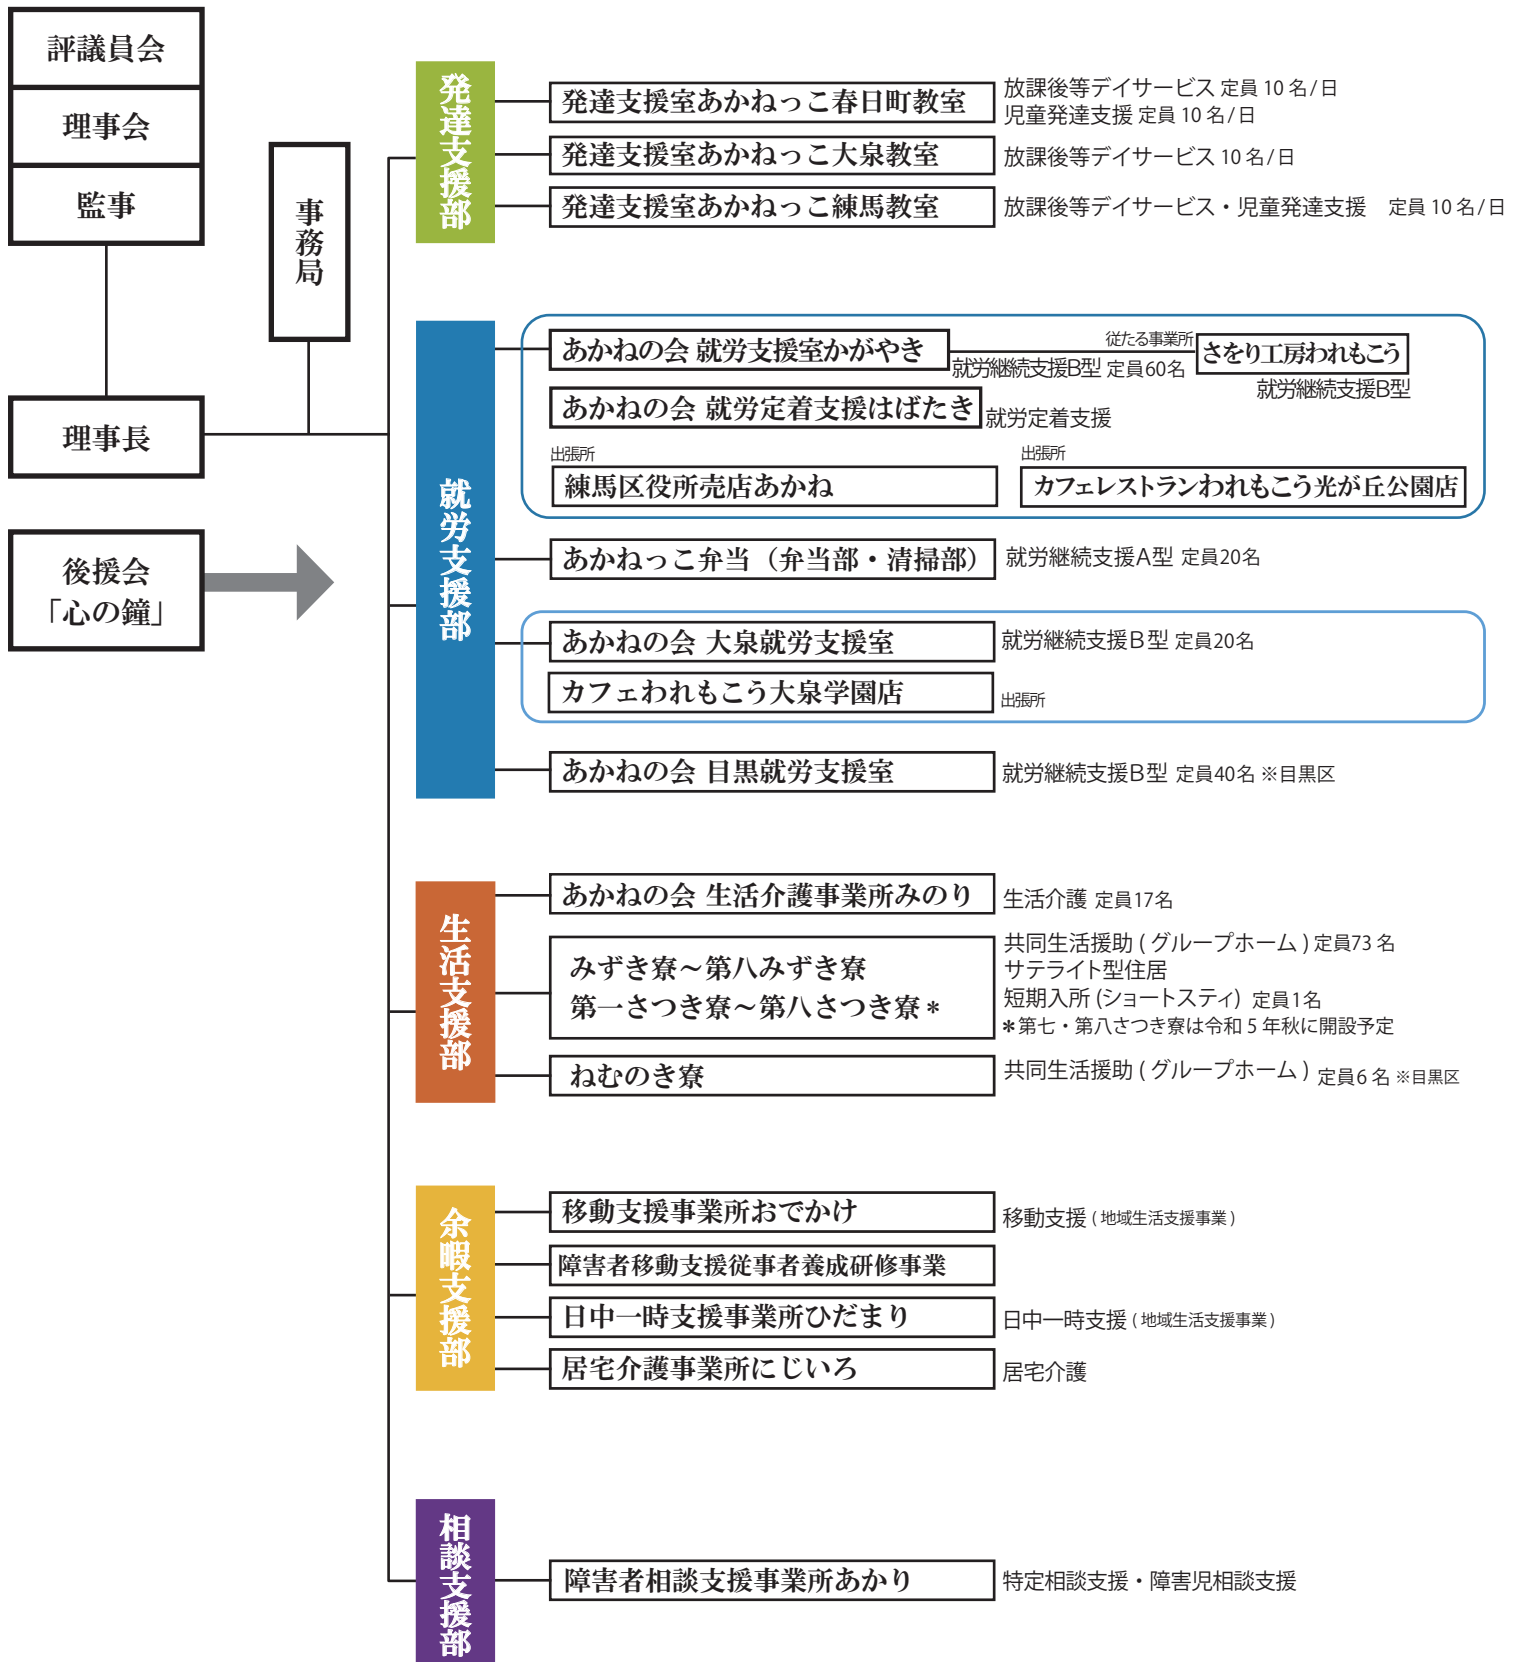 評議員会
理事会
監事
事務局
理事長
後援会
「心の鐘」
発達支援部
発達支援室あかねっこ春日町教室
放課後等デイサービス 定員 10 名/日
児童発達支援 定員 10 名/日
発達支援室あかねっこ大泉教室
放課後等デイサービス 10 名/日
発達支援室あかねっこ練馬教室
放課後等デイサービス・児童発達支援 定員 10 名/日
就労支援部
あかねの会 就労支援室かがやき
就労継続支援B型 定員60名
従たる事業所
さをり工房われもこう
就労継続支援B型
あかねの会 就労定着支援はばたき
就労定着支援
出張所
練馬区役所売店あかね
出張所
カフェレストランわれもこう光が丘公園店
あかねっこ弁当（弁当部・清掃部）
就労継続支援A型 定員20名
あかねの会 大泉就労支援室
就労継続支援B型 定員20名
カフェわれもこう大泉学園店
出張所
あかねの会 目黒就労支援室
就労継続支援B型 定員40名 ※目黒区
生活支援部
あかねの会 生活介護事業所みのり
生活介護 定員17名
みずき寮～第八みずき寮
第一さつき寮～第八さつき寮＊
共同生活援助 ( グループホーム ) 定員73 名
サテライト型住居
短期入所 (ショートスティ) 定員1名
＊第七・第八さつき寮は令和 5 年秋に開設予定
ねむのき寮
共同生活援助 ( グループホーム ) 定員6 名 ※目黒区
余暇支援部
移動支援事業所おでかけ
移動支援 ( 地域生活支援事業 )
障害者移動支援従事者養成研修事業
日中一時支援事業所ひだまり
日中一時支援 ( 地域生活支援事業 )
居宅介護事業所にじいろ
居宅介護
相談支援部
障害者相談支援事業所あかり
特定相談支援・障害児相談支援